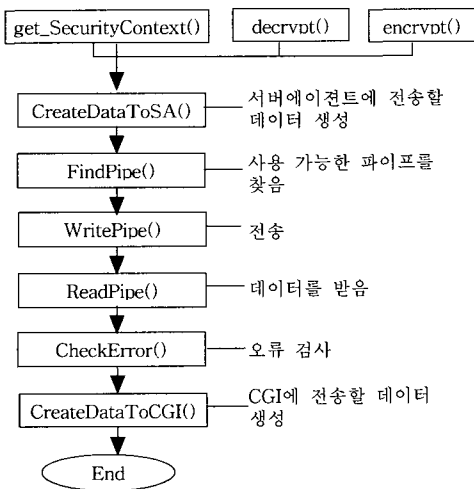 get_SecurityContext() decrypt() encrypt()
CreateDataToSA() 서버에이젼트에 전송할
데이터 생성
FindPipe() 사용 가능한 파이프를
찾음
WritePipe() 전송
ReadPipe() 데이터를 받음
CheckError() 오류 검사
CreateDataToCGI() CGI에 전송할 데이터
생성
End